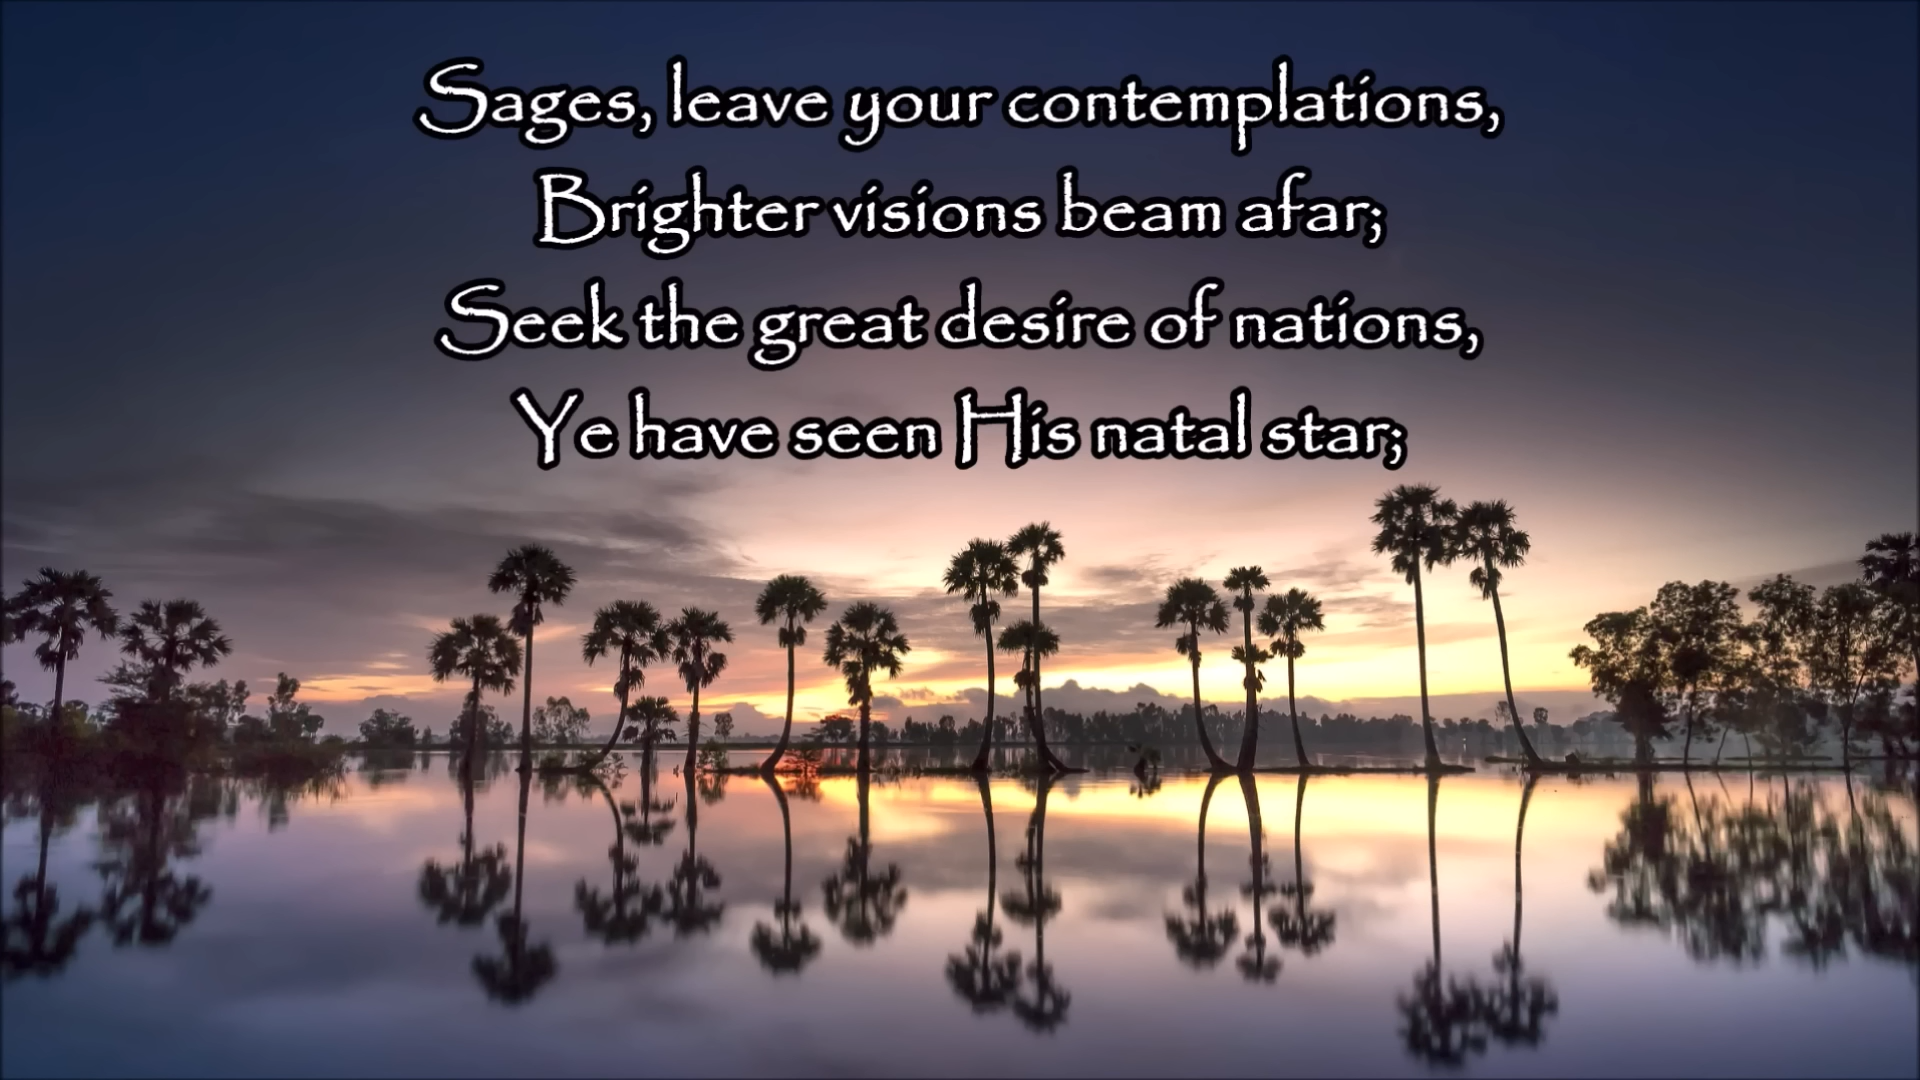 Sages, leave your contemplations,
Brighter visions beam afar;
Seek the great desire of nations,
Ye have seen His natal star;